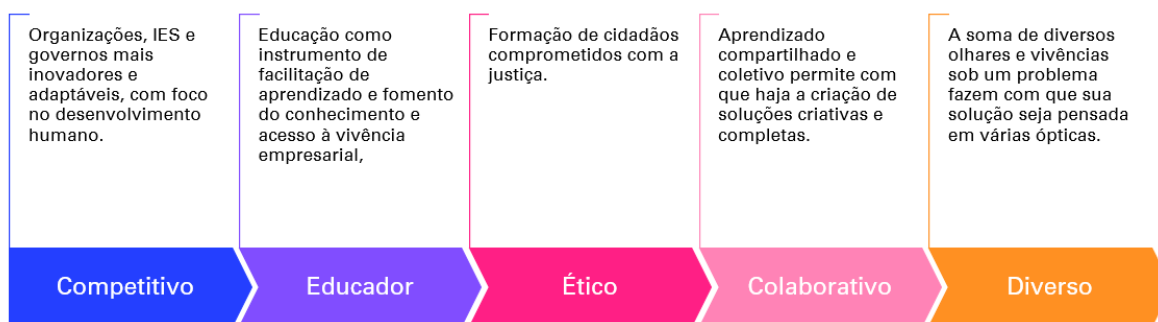 Organizações, IES e
governos mais
inovadores e
adaptáveis, com foco
no desenvolvimento
humano.
Educação como
instrumento de
facilitação de
aprendizado e fomento
do conhecimento e
acesso à vivência
empresarial,
Formação de cidadãos
comprometidos com a
justiça.
Aprendizado
compartilhado e
coletivo permite com
que haja a criação de
soluções criativas e
completas.
A soma de diversos
olhares e vivências
sob um problema
fazem com que sua
solução seja pensada
em várias ópticas.
Competitivo
Educador
Ético
Colaborativo
Diverso